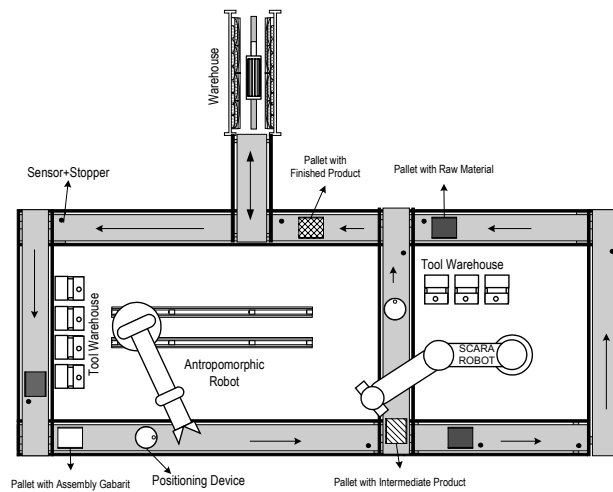 Warehouse
Pallet with
Finished Product
Pallet with Raw Material
Sensor+Stopper
Tool Warehouse
Tool Warehouse
SCARA
ROBOT
Antropomorphic
Robot
Pallet with Assembly Gabarit
Positioning Device
Pallet with Intermediate Product